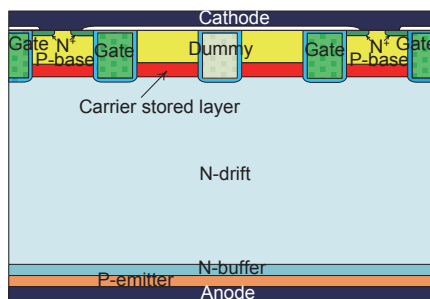 Cathode
Gate N+ Gate Dummy Gate N+ Gate
P-base P-base
Carrier stored layer
N-drift
N-buffer
P-emitter
Anode